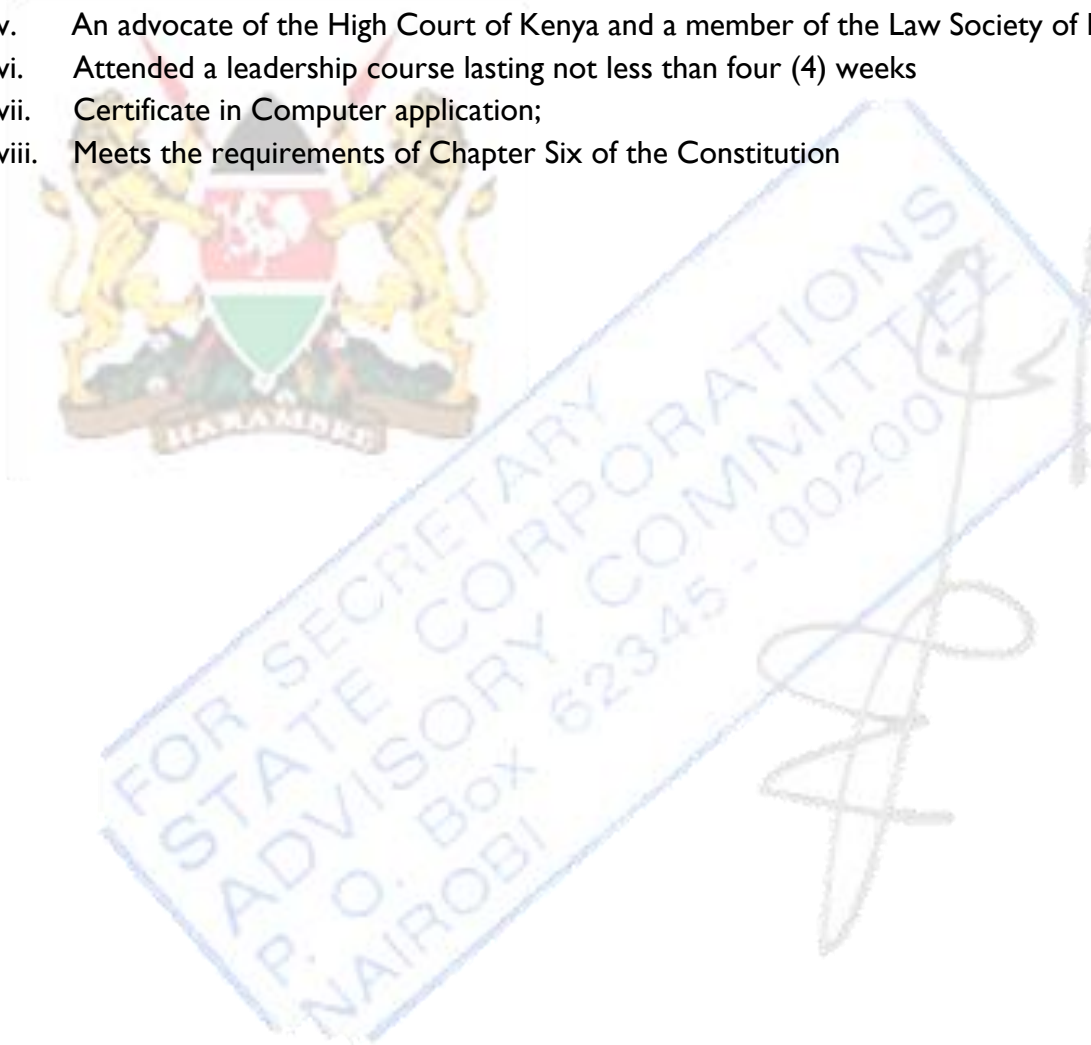 v. An advocate of the High Court of Kenya and a member of the Law Society of
vi. Attended a leadership course lasting not less than four (4) weeks
vii. Certificate in Computer application;
viii. Meets the requirements of Chapter Six of the Constitution
HARAMBEE
FOR SECRETARY
STATE CORPORATIONS
ADVISORY COMMITTEE
P. O. Box 62345 - 00200
NAIROBI